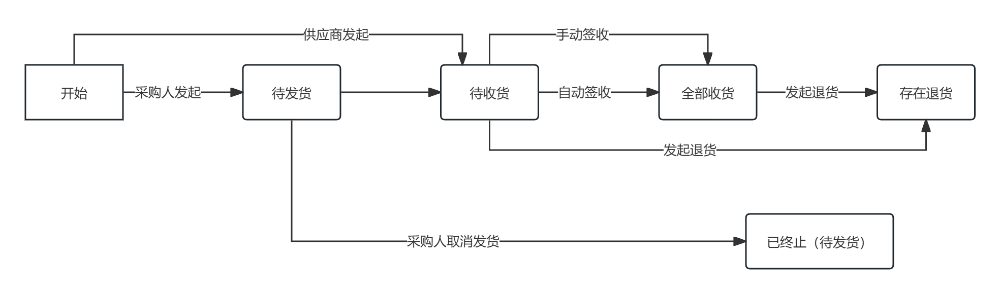 供应商发起
手动签收
开始
采购人发起
待发货
待收货
自动签收
全部收货
发起退货
存在退货
发起退货
采购人取消发货
已终止（待发货）